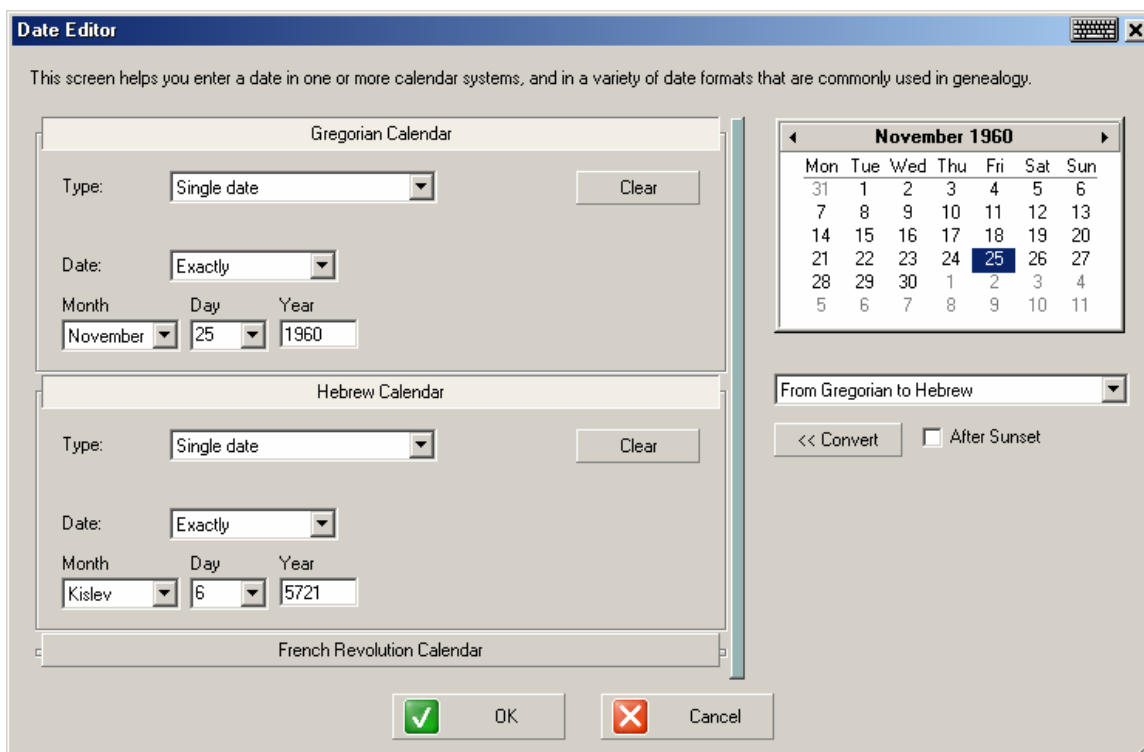 Date Editor
This screen helps you enter a date in one or more calendar systems, and in a variety of date formats that are commonly used in genealogy.
Gregorian Calendar
Type: Single date Clear
Date: Exactly
Month Day Year
November 25 1960
Hebrew Calendar
Type: Single date Clear
Date: Exactly
Month Day Year
Kislev 6 5721
French Revolution Calendar
November 1960
Mon Tue Wed Thu Fri Sat Sun
31 1 2 3 4 5 6
7 8 9 10 11 12 13
14 15 16 17 18 19 20
21 22 23 24 25 26 27
28 29 30 1 2 3 4
5 6 7 8 9 10 11
From Gregorian to Hebrew
<< Convert After Sunset
OK Cancel